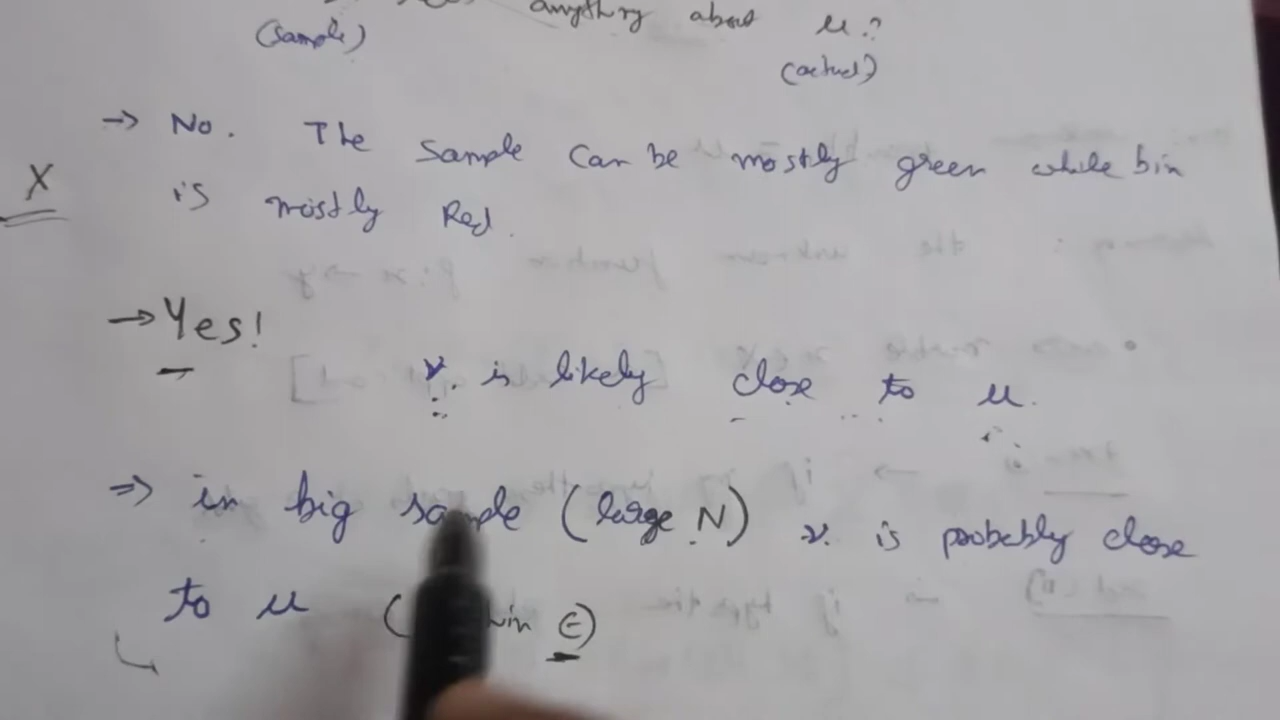 anything about μ?
(Sample) (actual)
→ No. The Sample can be mostly green while bin
X
is mostly Red.
→ Yes!
ν. is likely close to μ.
⇒ in big sample (large N) ν. is probably close
to μ ( ∈)